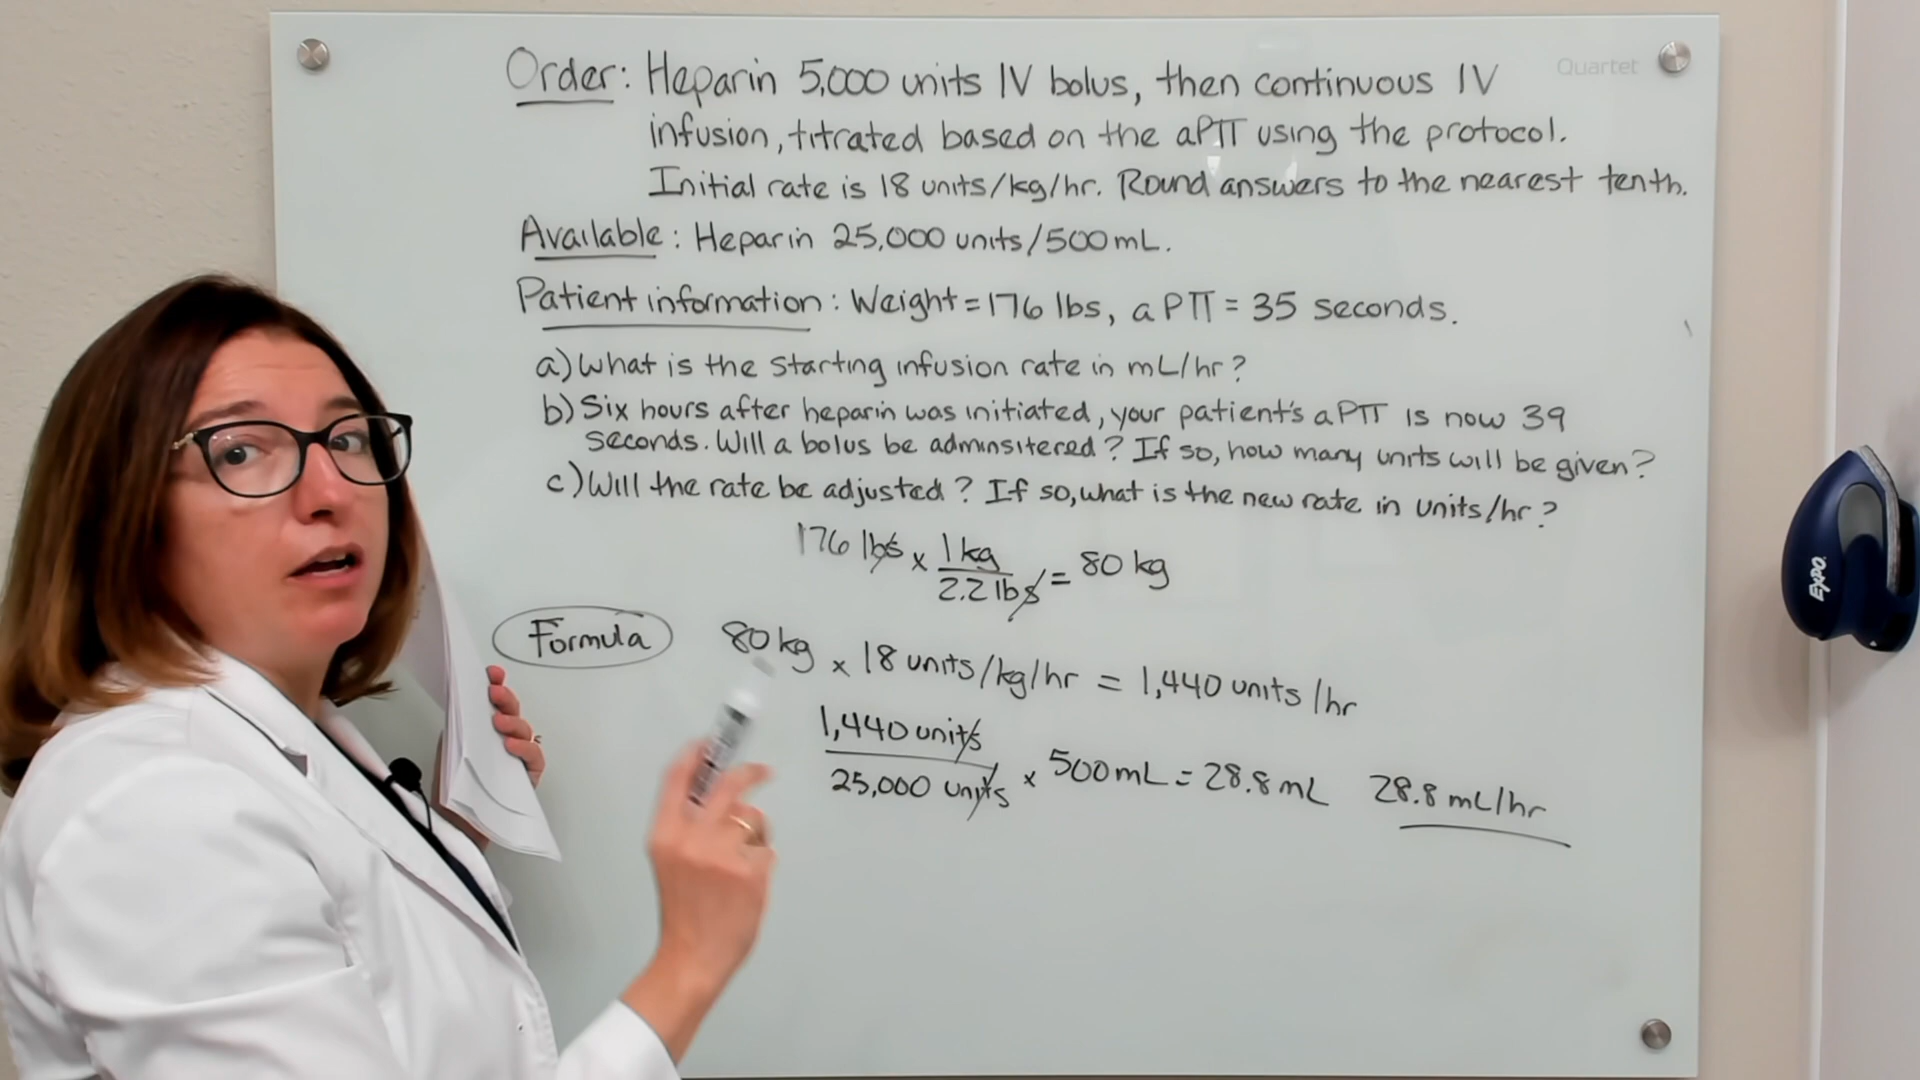 Quartet
Order: Heparin 5,000 units IV bolus, then continuous IV
infusion, titrated based on the aPTT using the protocol.
Initial rate is 18 units/kg/hr. Round answers to the nearest tenth.
Available: Heparin 25,000 units/500mL.
Patient information: Weight=176 lbs, aPTT = 35 seconds.
a) What is the starting infusion rate in mL/hr?
b) Six hours after heparin was initiated, your patient's aPTT is now 39
seconds. Will a bolus be adminsitered? If so, how many units will be given?
c) Will the rate be adjusted? If so, what is the new rate in units/hr?
176 lbs x 1 kg / 2.2 lbs = 80 kg
Formula
80 kg x 18 units/kg/hr = 1,440 units/hr
1,440 units / 25,000 units x 500mL = 28.8 mL 28.8 mL/hr
EXPO